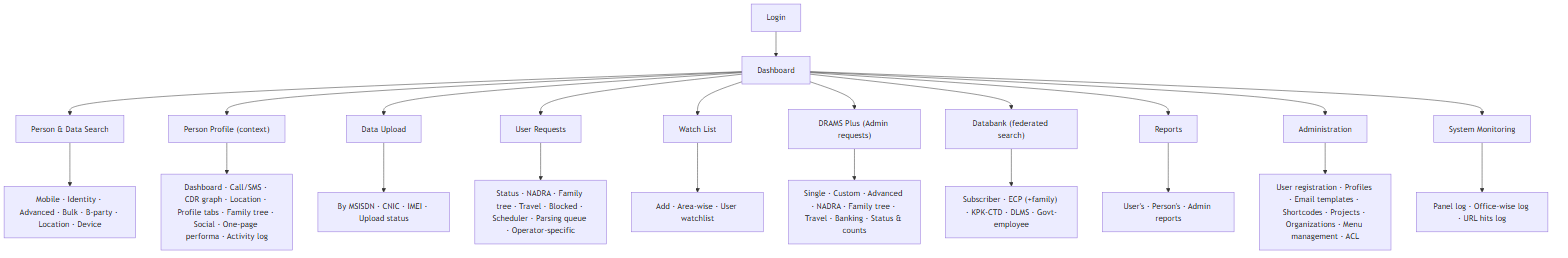 Login
Dashboard
Person & Data Search
Person Profile (context)
Data Upload
User Requests
Watch List
DRAMS Plus (Admin
requests)
Databank (federated
search)
Reports
Administration
System Monitoring
Mobile · Identity ·
Advanced · Bulk · B-party ·
Location · Device
Dashboard · Call/SMS ·
CDR graph · Location ·
Profile tabs · Family tree ·
Social · One-page
performa · Activity log
By MSISDN · CNIC · IMEI ·
Upload status
Status · NADRA · Family
tree · Travel · Blocked ·
Scheduler · Parsing queue
· Operator-specific
Add · Area-wise · User
watchlist
Single · Custom · Advanced
· NADRA · Family tree ·
Travel · Banking · Status &
counts
Subscriber · ECP (+family)
· KPK-CTD · DLMS · Govt-
employee
User's · Person's · Admin
reports
User registration · Profiles
· Email templates ·
Shortcodes · Projects ·
Organizations · Menu
management · ACL
Panel log · Office-wise log
· URL hits log